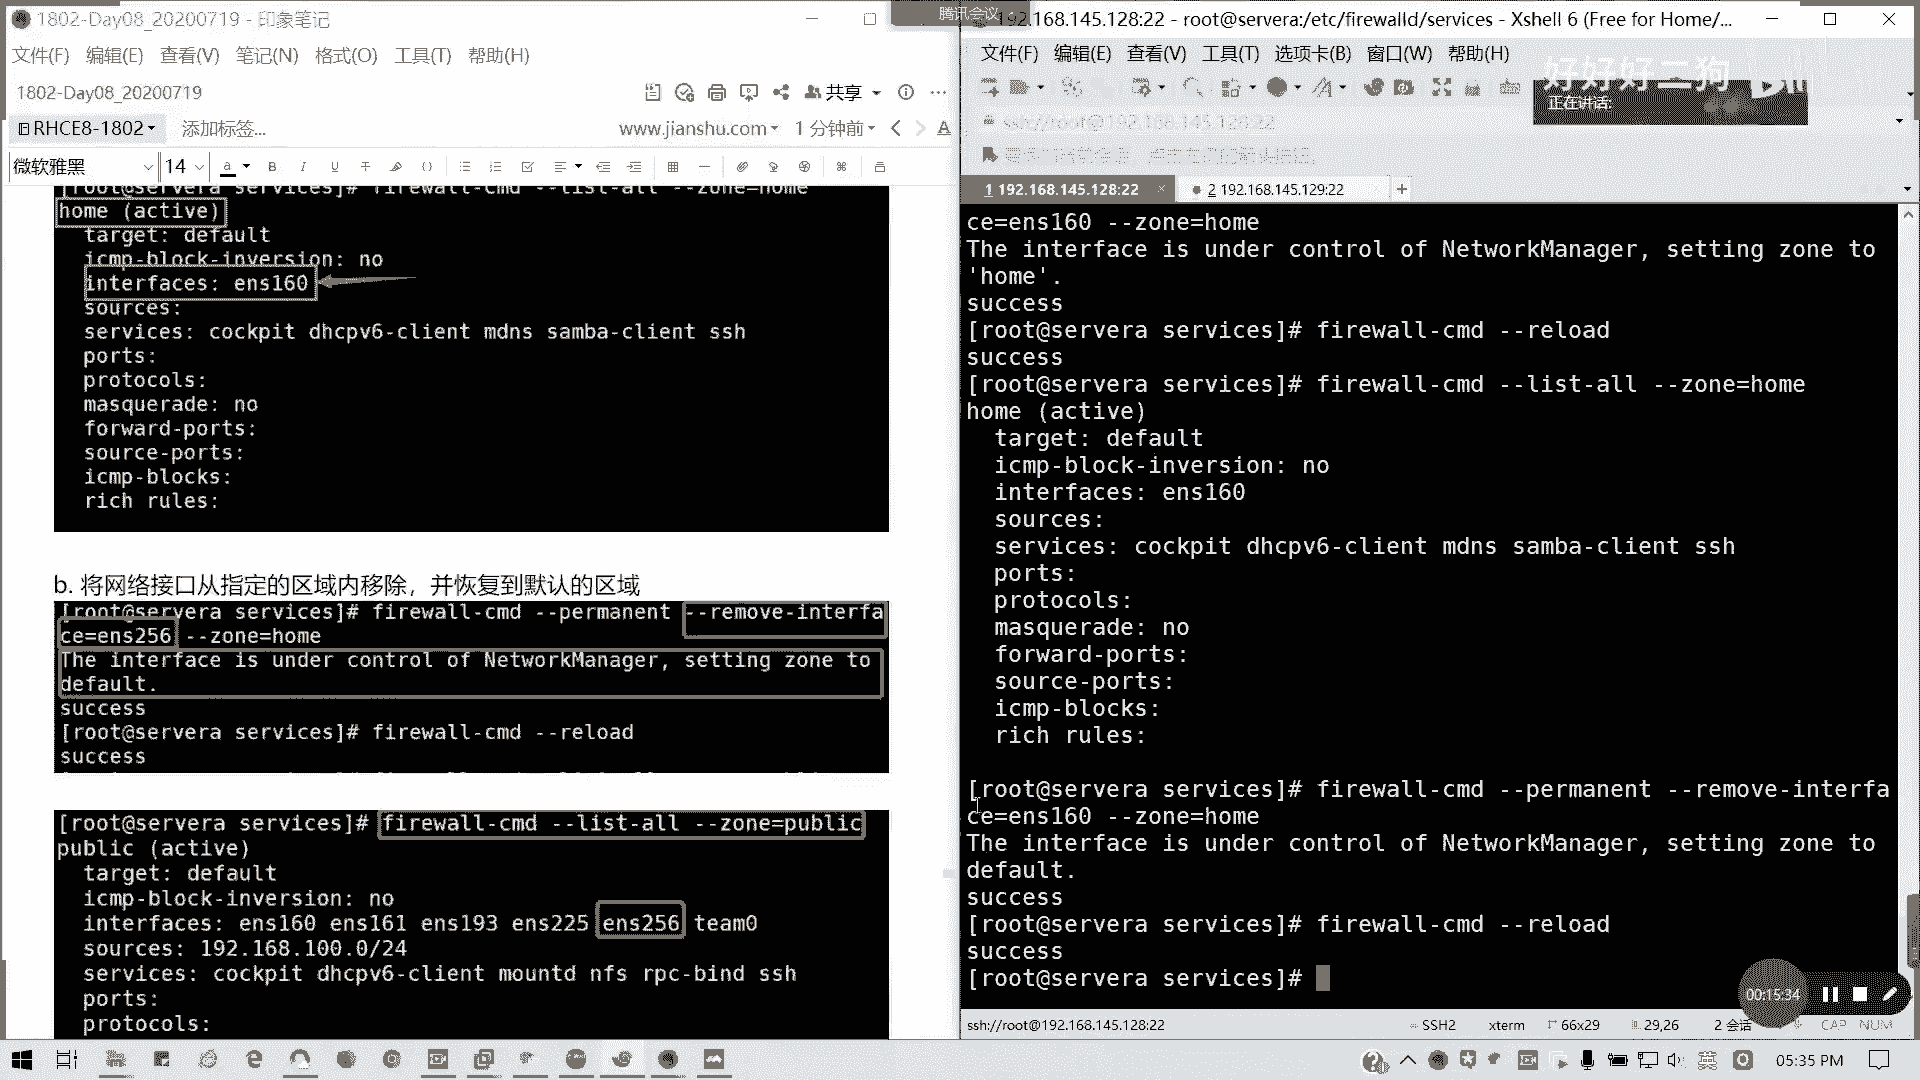 1802-Day08_20200719 - 印象笔记
文件(F) 编辑(E) 查看(V) 笔记(N) 格式(O) 工具(T) 帮助(H)
1802-Day08_20200719
共享
RHCE8-1802 添加标签...
www.jianshu.com 1 分钟前
微软雅黑 14
[root@servera services]# firewall-cmd --list-all --zone=home
home (active)
target: default
icmp-block-inversion: no
interfaces: ens160
sources:
services: cockpit dhcpv6-client mdns samba-client ssh
ports:
protocols:
masquerade: no
forward-ports:
source-ports:
icmp-blocks:
rich rules:
b. 将网络接口从指定的区域内移除，并恢复到默认的区域
[root@servera services]# firewall-cmd --permanent --remove-interfa
ce=ens256 --zone=home
The interface is under control of NetworkManager, setting zone to
default.
success
[root@servera services]# firewall-cmd --reload
success
[root@servera services]# firewall-cmd --list-all --zone=public
public (active)
target: default
icmp-block-inversion: no
interfaces: ens160 ens161 ens193 ens225 ens256 team0
sources: 192.168.100.0/24
services: cockpit dhcpv6-client mountd nfs rpc-bind ssh
ports:
protocols:
腾讯会议
192.168.145.128:22 - root@servera:/etc/firewalld/services - Xshell 6 (Free for Home/...
文件(F) 编辑(E) 查看(V) 工具(T) 选项卡(B) 窗口(W) 帮助(H)
好好好二狗
正在讲话:
ssh://root@192.168.145.128:22
1 192.168.145.128:22
2 192.168.145.129:22
ce=ens160 --zone=home
The interface is under control of NetworkManager, setting zone to
'home'.
success
[root@servera services]# firewall-cmd --reload
success
[root@servera services]# firewall-cmd --list-all --zone=home
home (active)
target: default
icmp-block-inversion: no
interfaces: ens160
sources:
services: cockpit dhcpv6-client mdns samba-client ssh
ports:
protocols:
masquerade: no
forward-ports:
source-ports:
icmp-blocks:
rich rules:
[root@servera services]# firewall-cmd --permanent --remove-interfa
ce=ens160 --zone=home
The interface is under control of NetworkManager, setting zone to
default.
success
[root@servera services]# firewall-cmd --reload
success
[root@servera services]#
00:15:34
ssh://root@192.168.145.128:22 SSH2 xterm 66x29 29,26 2 会话 CAP NUM
英 05:35 PM